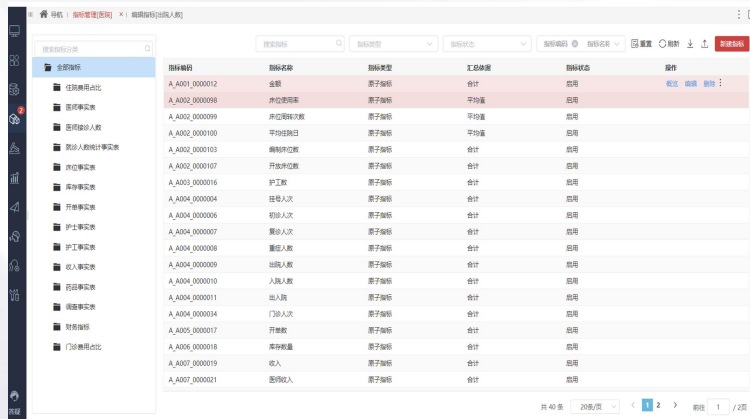 导航 | 指标管理[医院] × | 编辑指标[出院人数]
搜索指标分类
搜索指标 指标类型 指标状态 指标编码 指标名称 重置 刷新 新建指标
全部指标
住院费用占比
医师事实表
医师接诊人数
就诊人数统计事实表
床位事实表
库存事实表
开单事实表
护士事实表
护工事实表
收入事实表
药品事实表
调查事实表
财务指标
门诊费用占比
指标编码 指标名称 指标类型 汇总依据 指标状态 操作
A_A001_0000012 金额 原子指标 合计 启用 概览 编辑 删除
A_A002_0000098 床位使用率 原子指标 平均值 启用
A_A002_0000099 床位周转次数 原子指标 平均值 启用
A_A002_0000100 平均住院日 原子指标 平均值 启用
A_A002_0000103 编制床位数 原子指标 合计 启用
A_A002_0000107 开放床位数 原子指标 合计 启用
A_A003_0000016 护工数 原子指标 合计 启用
A_A004_0000004 挂号人次 原子指标 合计 启用
A_A004_0000006 初诊人次 原子指标 合计 启用
A_A004_0000007 复诊人次 原子指标 合计 启用
A_A004_0000008 重症人数 原子指标 合计 启用
A_A004_0000009 出院人数 原子指标 合计 启用
A_A004_0000010 入院人数 原子指标 合计 启用
A_A004_0000011 出入院 原子指标 合计 启用
A_A004_0000034 门诊人次 原子指标 合计 启用
A_A005_0000017 开单数 原子指标 合计 启用
A_A006_0000018 库存数量 原子指标 合计 启用
A_A007_0000019 收入 原子指标 合计 启用
A_A007_0000021 医师收入 原子指标 合计 启用
共 40 条 20条/页 1 2 前往 1 / 2页
2
答疑